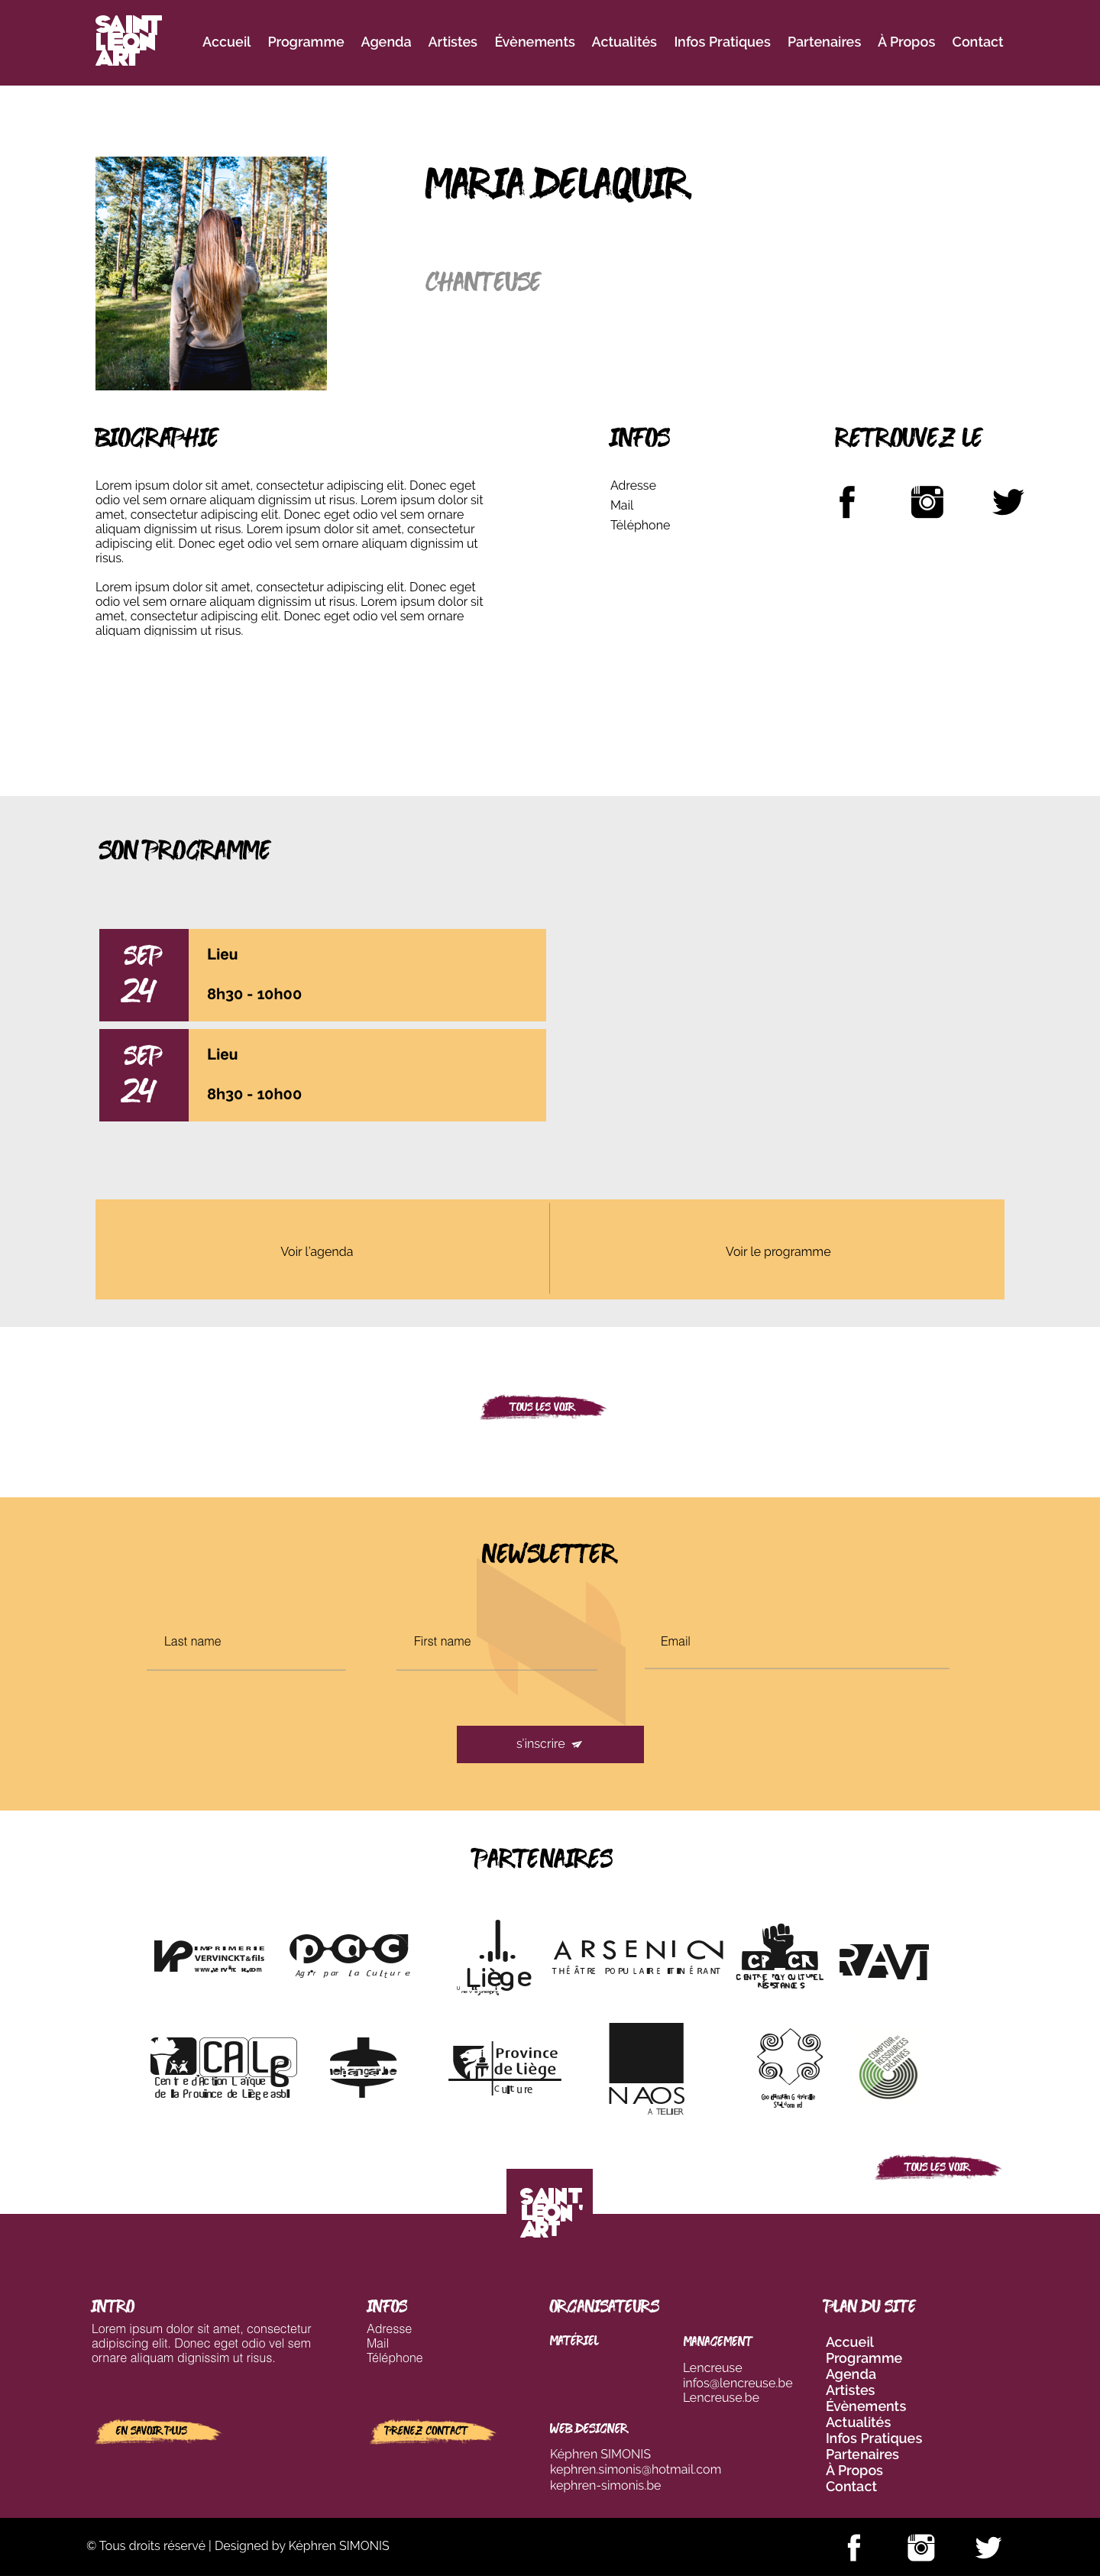 SAINT
LEON
ART
Accueil Programme Agenda Artistes Évènements Actualités Infos Pratiques Partenaires À Propos Contact
MARIA DELAQUIR
CHANTEUSE
BIOGRAPHIE
Lorem ipsum dolor sit amet, consectetur adipiscing elit. Donec eget
odio vel sem ornare aliquam dignissim ut risus. Lorem ipsum dolor sit
amet, consectetur adipiscing elit. Donec eget odio vel sem ornare
aliquam dignissim ut risus. Lorem ipsum dolor sit amet, consectetur
adipiscing elit. Donec eget odio vel sem ornare aliquam dignissim ut
risus.
Lorem ipsum dolor sit amet, consectetur adipiscing elit. Donec eget
odio vel sem ornare aliquam dignissim ut risus. Lorem ipsum dolor sit
amet, consectetur adipiscing elit. Donec eget odio vel sem ornare
aliquam dignissim ut risus.
INFOS
Adresse
Mail
Téléphone
RETROUVEZ LE
SON PROGRAMME
SEP
24
Lieu
8h30 - 10h00
SEP
24
Lieu
8h30 - 10h00
Voir l'agenda
Voir le programme
TOUS LES VOIR
NEWSLETTER
Last name
First name
Email
s'inscrire
PARTENAIRES
IMPRIMERIE
VERVINCKT&fils
pac
Agir par la Culture
Liège
ARSENIC
THÉÂTRE POPULAIRE ITINÉRANT
CPCR
CENTRE POLYCULTUREL
RÉSISTANCES
RAVI
CALg
Centre d'Action Laïque
de la Province de Liège asbl
Province
de Liège
Culture
NAOS
ATELIER
COMPTOIR DES
RESSOURCES
CRÉATIVES
TOUS LES VOIR
SAINT
LEON'
ART
INTRO
Lorem ipsum dolor sit amet, consectetur
adipiscing elit. Donec eget odio vel sem
ornare aliquam dignissim ut risus.
EN SAVOIR PLUS
INFOS
Adresse
Mail
Téléphone
PRENEZ CONTACT
ORGANISATEURS
MATÉRIEL
MANAGEMENT
Lencreuse
infos@lencreuse.be
Lencreuse.be
WEB DESIGNER
Képhren SIMONIS
kephren.simonis@hotmail.com
kephren-simonis.be
PLAN DU SITE
Accueil
Programme
Agenda
Artistes
Évènements
Actualités
Infos Pratiques
Partenaires
À Propos
Contact
© Tous droits réservé | Designed by Képhren SIMONIS